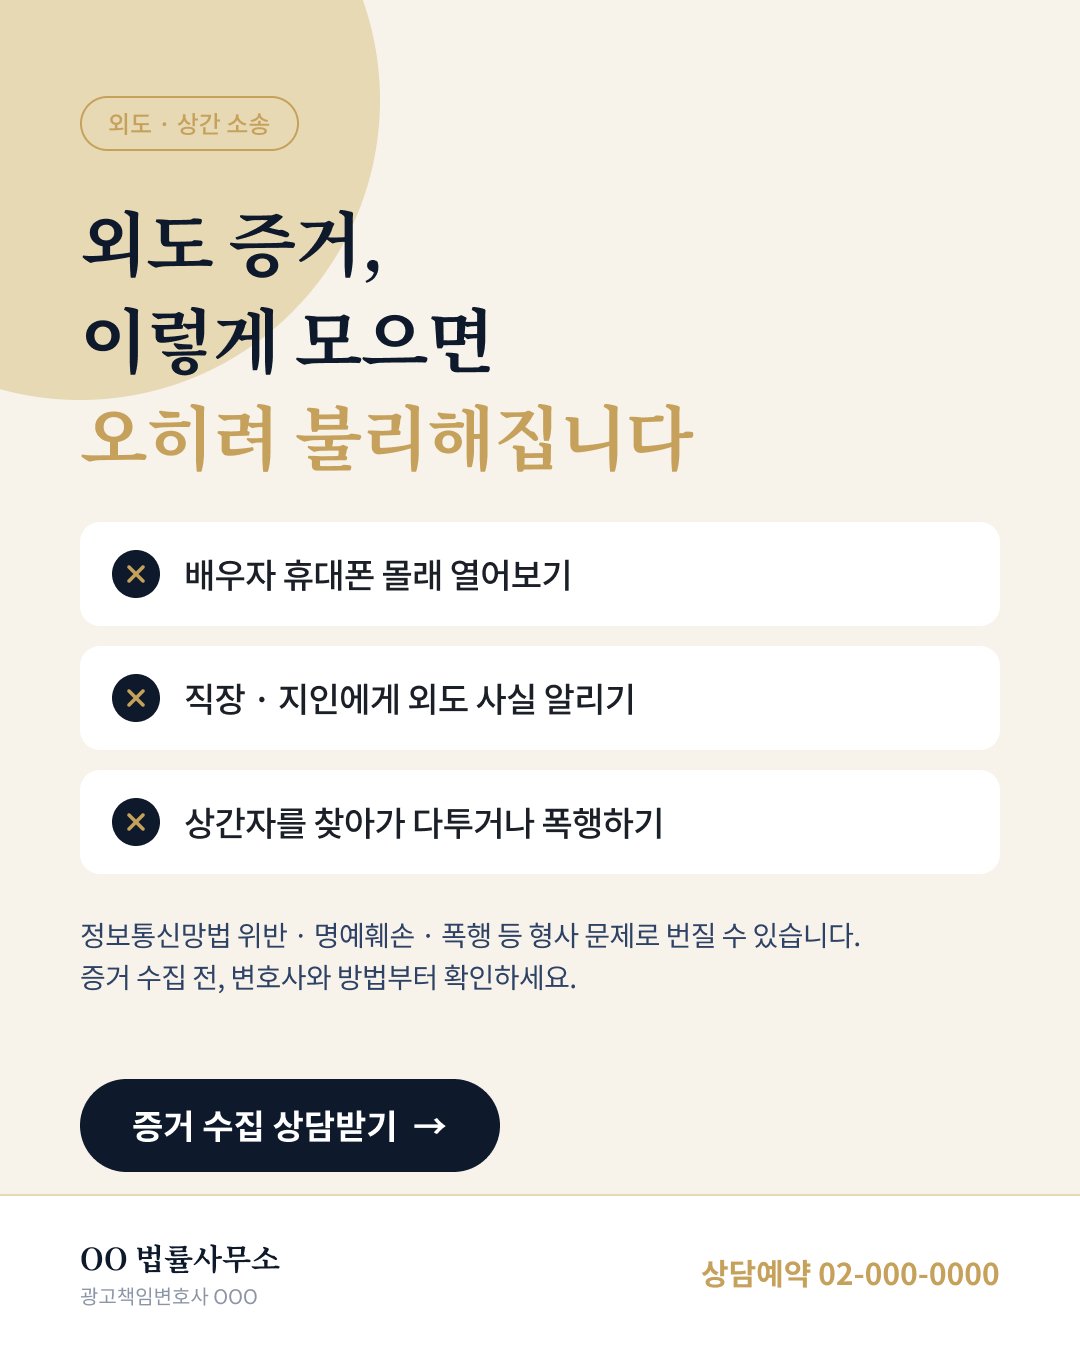 외도 · 상간 소송
외도 증거,
이렇게 모으면
오히려 불리해집니다
배우자 휴대폰 몰래 열어보기
직장 · 지인에게 외도 사실 알리기
상간자를 찾아가 다투거나 폭행하기
정보통신망법 위반 · 명예훼손 · 폭행 등 형사 문제로 번질 수 있습니다.
증거 수집 전, 변호사와 방법부터 확인하세요.
증거 수집 상담받기 →
OO 법률사무소
광고책임변호사 OOO
상담예약 02-000-0000